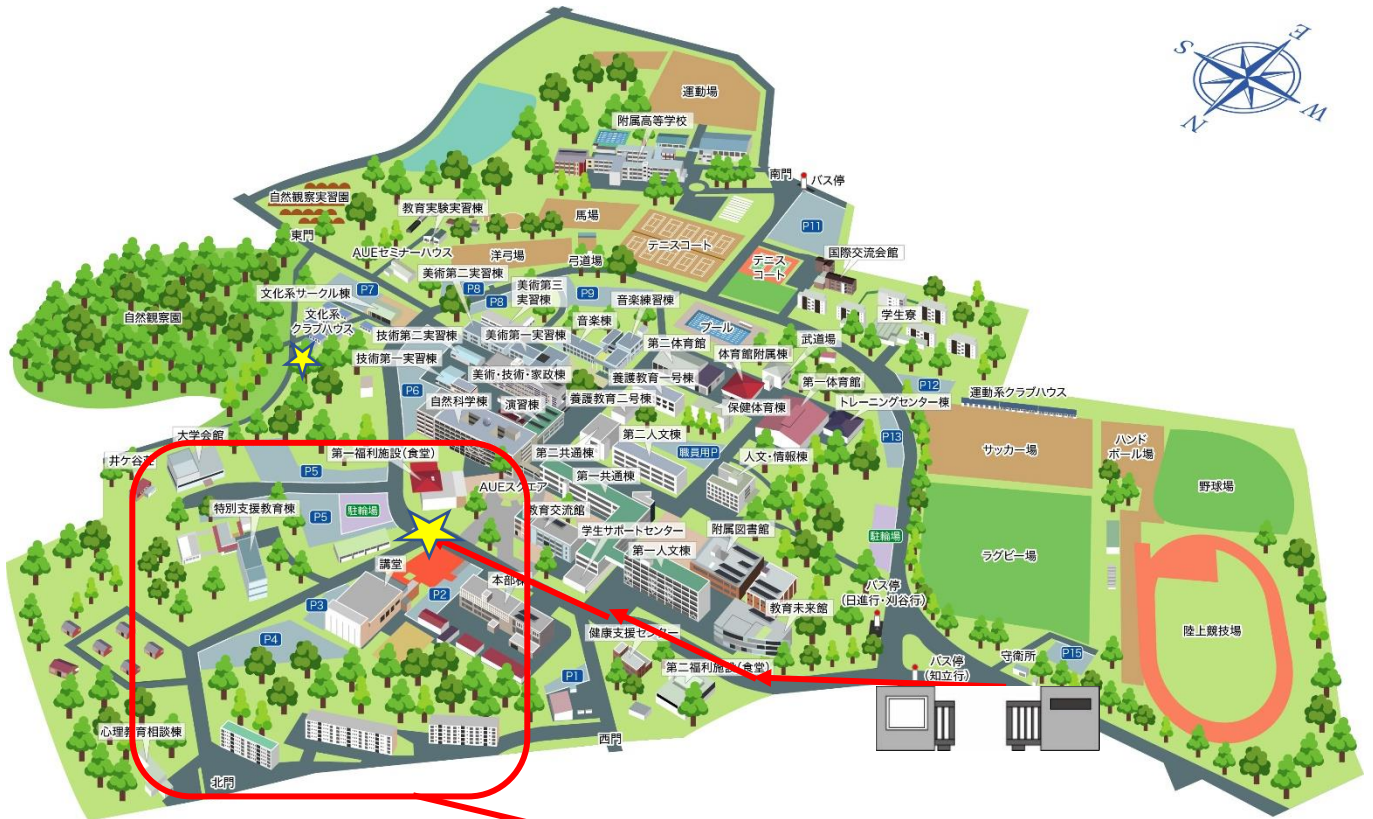 E
S
W
N
運動場
附属高等学校
南門
バス停
自然観察実習園
教育実験実習棟
馬場
P11
東門
AUEセミナーハウス
洋弓場
弓道場
テニスコート
テニス
コート
国際交流会館
美術第二実習棟
文化系サークル棟
P7
P8
P8
美術第三
実習棟
P9
音楽練習棟
自然観察園
文化系
クラブハウス
技術第二実習棟
美術第一実習棟
音楽棟
プール
学生寮
第二体育館
体育館附属棟
武道場
技術第一実習棟
美術・技術・家政棟
養護教育一号棟
第一体育館
P6
P12
運動系クラブハウス
自然科学棟
演習棟
養護教育二号棟
保健体育棟
トレーニングセンター棟
大学会館
第二人文棟
P13
サッカー場
ハンド
ボール場
井ケ谷荘
第一福利施設(食堂)
第二共通棟
職員用P
人文・情報棟
P5
第一共通棟
野球場
AUEスクエア
特別支援教育棟
P5
駐輪場
教育交流館
学生サポートセンター
附属図書館
駐輪場
ラグビー場
講堂
本部棟
第一人文棟
バス停
(日進行・刈谷行)
P3
P2
教育未来館
陸上競技場
P4
健康支援センター
第二福利施設(食堂)
バス停
(知立行)
守衛所
P15
P1
心理教育相談棟
西門
北門